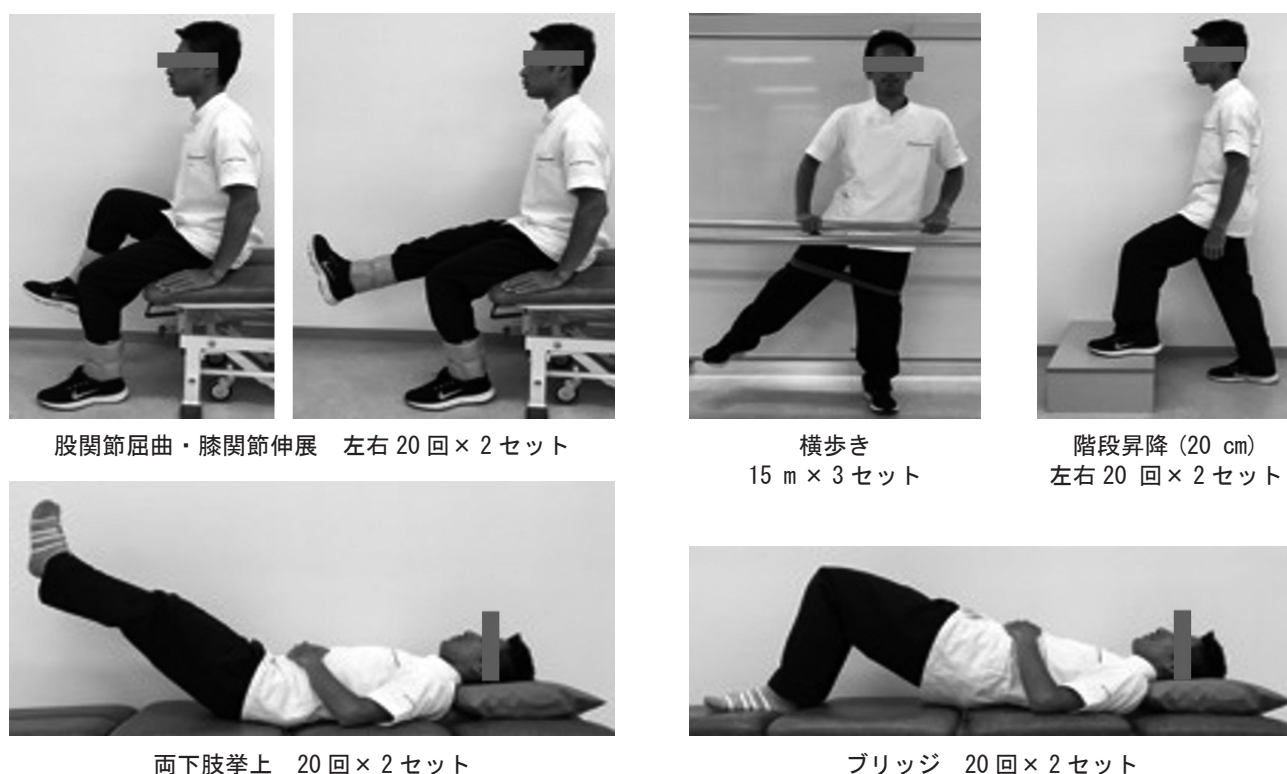 股関節屈曲・膝関節伸展　左右 20 回 × 2 セット
横歩き
15 m × 3 セット
階段昇降 (20 cm)
左右 20 回 × 2 セット
両下肢挙上　20 回 × 2 セット
ブリッジ　20 回 × 2 セット